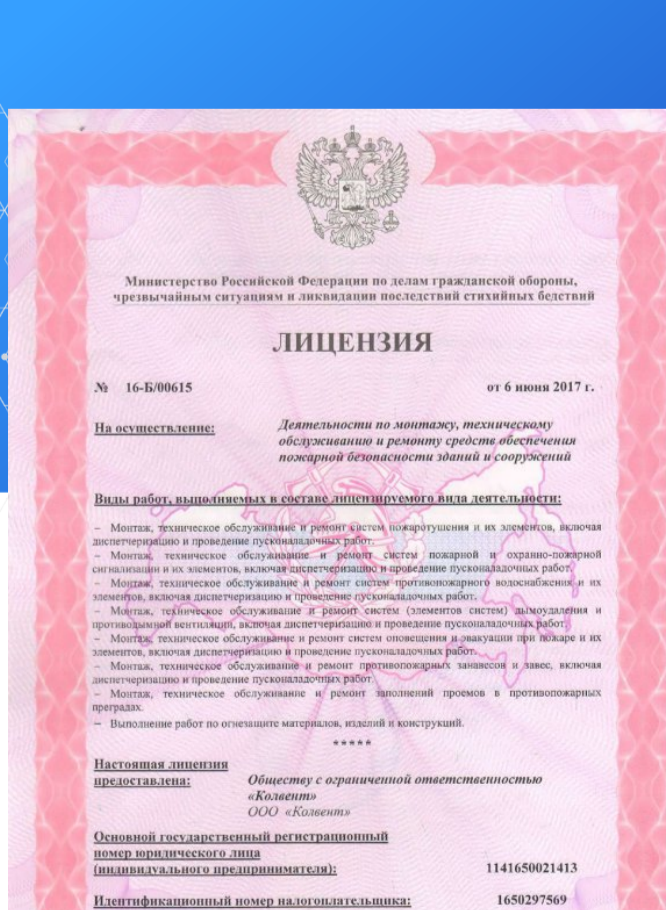 Министерство Российской Федерации по делам гражданской обороны,
чрезвычайным ситуациям и ликвидации последствий стихийных бедствий
ЛИЦЕНЗИЯ
№ 16-Б/00615 от 6 июня 2017 г.
На осуществление: Деятельности по монтажу, техническому
обслуживанию и ремонту средств обеспечения
пожарной безопасности зданий и сооружений
Виды работ, выполняемых в составе лицензируемого вида деятельности:
– Монтаж, техническое обслуживание и ремонт систем пожаротушения и их элементов, включая
диспетчеризацию и проведение пусконаладочных работ.
– Монтаж, техническое обслуживание и ремонт систем пожарной и охранно-пожарной
сигнализации и их элементов, включая диспетчеризацию и проведение пусконаладочных работ.
– Монтаж, техническое обслуживание и ремонт систем противопожарного водоснабжения и их
элементов, включая диспетчеризацию и проведение пусконаладочных работ.
– Монтаж, техническое обслуживание и ремонт систем (элементов систем) дымоудаления и
противодымной вентиляции, включая диспетчеризацию и проведение пусконаладочных работ.
– Монтаж, техническое обслуживание и ремонт систем оповещения и эвакуации при пожаре и их
элементов, включая диспетчеризацию и проведение пусконаладочных работ.
– Монтаж, техническое обслуживание и ремонт противопожарных занавесов и завес, включая
диспетчеризацию и проведение пусконаладочных работ.
– Монтаж, техническое обслуживание и ремонт заполнений проемов в противопожарных
преградах.
– Выполнение работ по огнезащите материалов, изделий и конструкций.
*****
Настоящая лицензия
предоставлена: Обществу с ограниченной ответственностью
«Колвент»
ООО «Колвент»
Основной государственный регистрационный
номер юридического лица
(индивидуального предпринимателя): 1141650021413
Идентификационный номер налогоплательщика: 1650297569